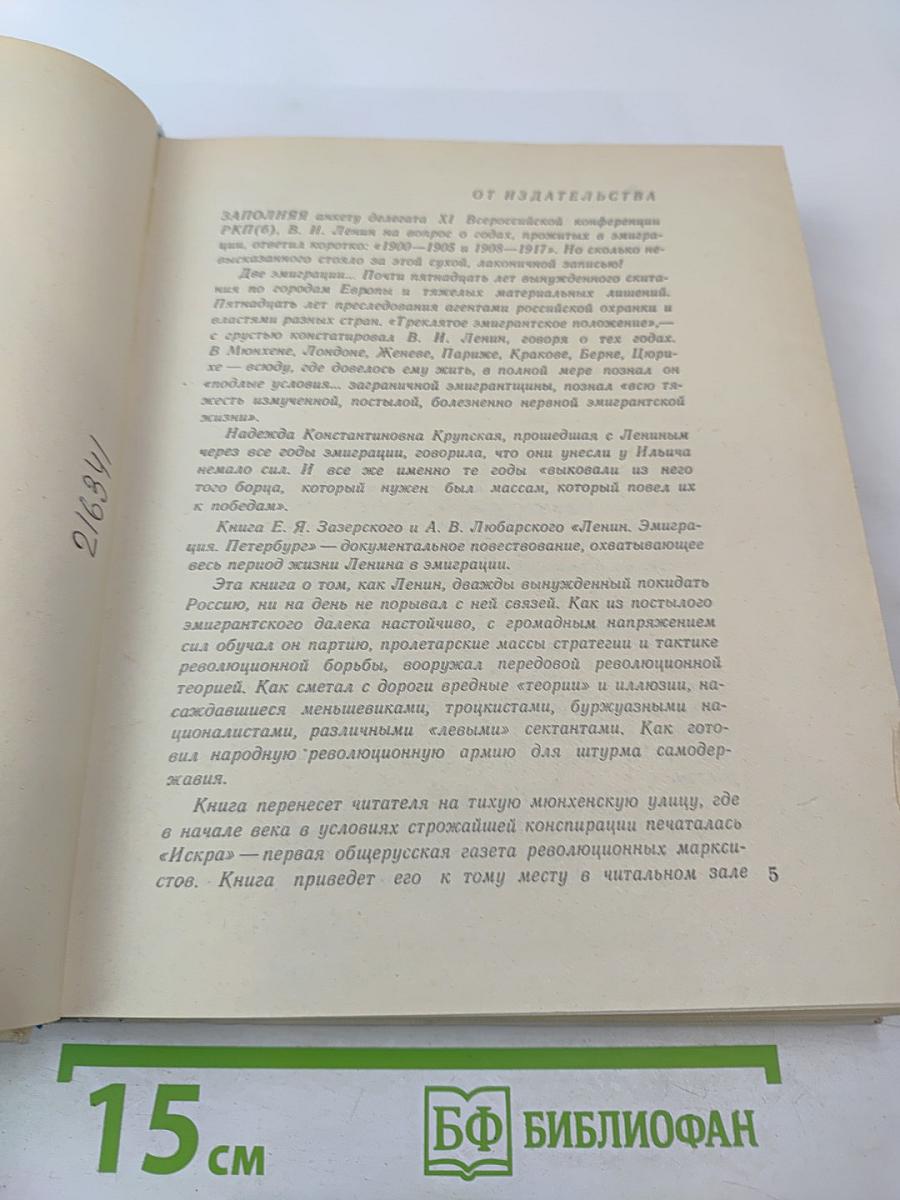 ОТ ИЗДАТЕЛЬСТВА
ЗАПОЛНЯЯ анкету делегата XI Всероссийской конференции
РКП(б), В. И. Ленин на вопрос о годах, прожитых в эмигра-
ции, ответил коротко: «1900—1905 и 1908—1917». Но сколько не-
высказанного стояло за этой сухой, лаконичной записью!
Две эмиграции... Почти пятнадцать лет вынужденного скита-
ния по городам Европы и тяжелых материальных лишений.
Пятнадцать лет преследования агентами российской охранки и
властями разных стран. «Треклятое эмигрантское положение»,—
с грустью констатировал В. И. Ленин, говоря о тех годах.
В Мюнхене, Лондоне, Женеве, Париже, Кракове, Берне, Цюри-
хе — всюду, где довелось ему жить, в полной мере познал он
«подлые условия... заграничной эмигрантщины, познал «всю тя-
жесть измученной, постылой, болезненно нервной эмигрантской
жизни».
Надежда Константиновна Крупская, прошедшая с Лениным
через все годы эмиграции, говорила, что они унесли у Ильича
немало сил. И все же именно те годы «выковали из него
того борца, который нужен был массам, который повел их
к победам».
Книга Е. Я. Зазерского и А. В. Любарского «Ленин. Эмигра-
ция. Петербург» — документальное повествование, охватывающее
весь период жизни Ленина в эмиграции.
Эта книга о том, как Ленин, дважды вынужденный покидать
Россию, ни на день не порывал с ней связей. Как из постылого
эмигрантского далека настойчиво, с громадным напряжением
сил обучал он партию, пролетарские массы стратегии и тактике
революционной борьбы, вооружал передовой революционной
теорией. Как сметал с дороги вредные «теории» и иллюзии, на-
саждавшиеся меньшевиками, троцкистами, буржуазными на-
ционалистами, различными «левыми» сектантами. Как гото-
вил народную революционную армию для штурма самодер-
жавия.
Книга перенесет читателя на тихую мюнхенскую улицу, где
в начале века в условиях строжайшей конспирации печаталась
«Искра» — первая общерусская газета революционных маркси-
стов. Книга приведет его к тому месту в читальном зале 5
216341
15 см
БФ БИБЛИОФАН